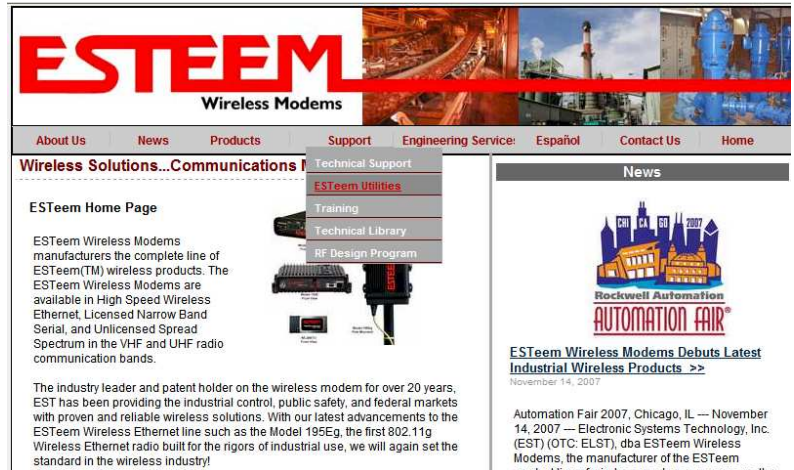 ESTEEM
Wireless Modems
About Us News Products Support Engineering Service: Español Contact Us Home
Wireless Solutions...Communications
Technical Support
ESTeem Utilities
Training
Technical Library
RF Design Program
ESTeem Home Page
ESTeem Wireless Modems
manufacturers the complete line of
ESTeem(TM) wireless products. The
ESTeem Wireless Modems are
available in High Speed Wireless
Ethernet, Licensed Narrow Band
Serial, and Unlicensed Spread
Spectrum in the VHF and UHF radio
communication bands.
ESTEEM
The industry leader and patent holder on the wireless modem for over 20 years,
EST has been providing the industrial control, public safety, and federal markets
with proven and reliable wireless solutions. With our latest advancements to the
ESTeem Wireless Ethernet line such as the Model 195Eg, the first 802.11g
Wireless Ethernet radio built for the rigors of industrial use, we will again set the
standard in the wireless industry!
News
CHI CA GO 2007
Rockwell Automation
AUTOMATION FAIR®
ESTeem Wireless Modems Debuts Latest
Industrial Wireless Products >>
November 14, 2007
Automation Fair 2007, Chicago, IL --- November
14, 2007 --- Electronic Systems Technology, Inc.
(EST) (OTC: ELST), dba ESTeem Wireless
Modems, the manufacturer of the ESTeem